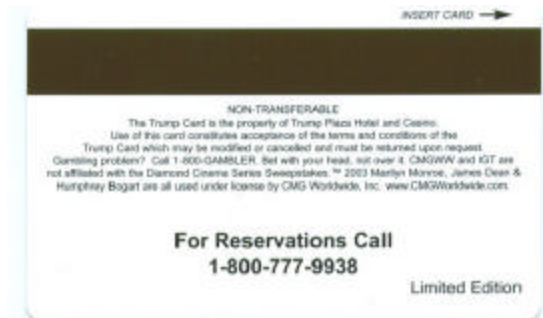 INSERT CARD
NON-TRANSFERABLE
The Trump Card is the property of Trump Plaza Hotel and Casino.
Use of this card constitutes acceptance of the terms and conditions of the
Trump Card which may be modified or cancelled and must be returned upon request.
Gambling problem? Call 1-800-GAMBLER. Bet with your head, not over it. CMGWW and IGT are
not affiliated with the Diamond Cinema Series Sweepstakes.™ 2003 Marilyn Monroe, James Dean &
Humphrey Bogart are all used under license by CMG Worldwide, Inc. www.CMGWorldwide.com
For Reservations Call
1-800-777-9938
Limited Edition